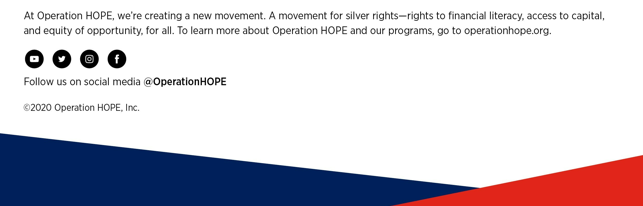 At Operation HOPE, we're creating a new movement. A movement for silver rights—rights to financial literacy, access to capital,
and equity of opportunity, for all. To learn more about Operation HOPE and our programs, go to operationhope.org.
Follow us on social media @OperationHOPE
©2020 Operation HOPE, Inc.